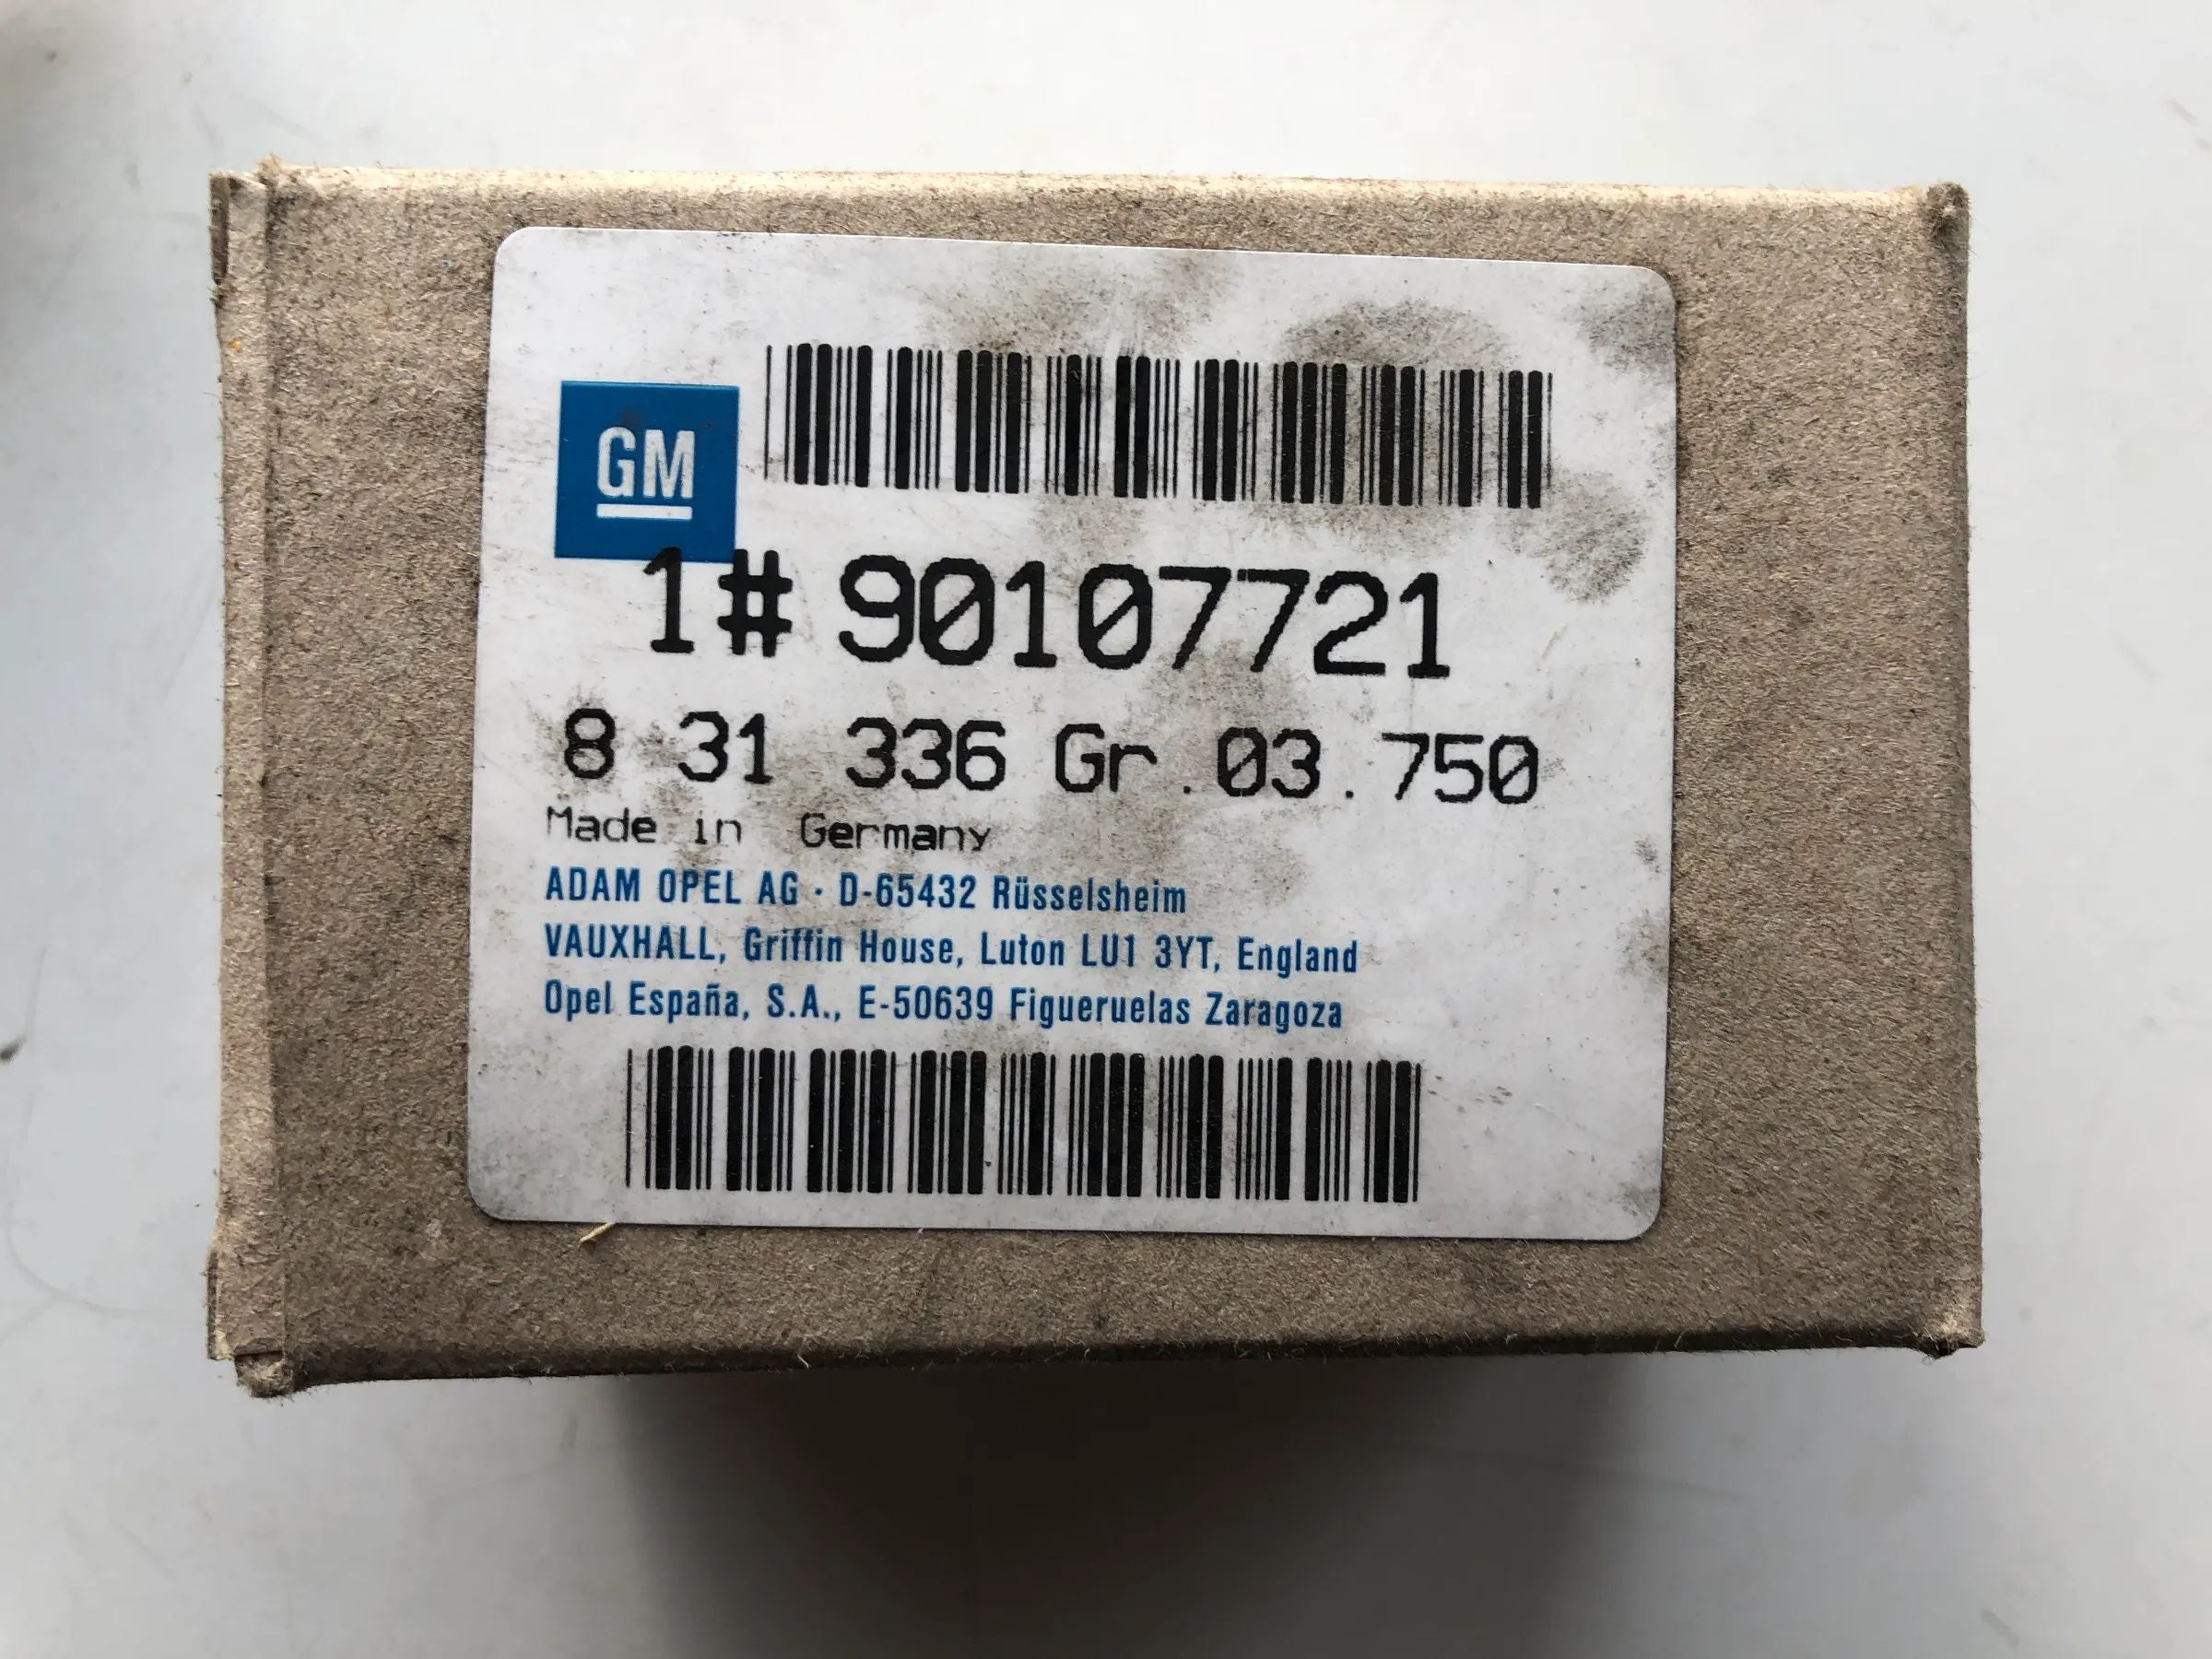 GM
1# 90107721
8 31 336 Gr.03.750
Made in Germany
ADAM OPEL AG · D-65432 Rüsselsheim
VAUXHALL, Griffin House, Luton LU1 3YT, England
Opel España, S.A., E-50639 Figueruelas Zaragoza